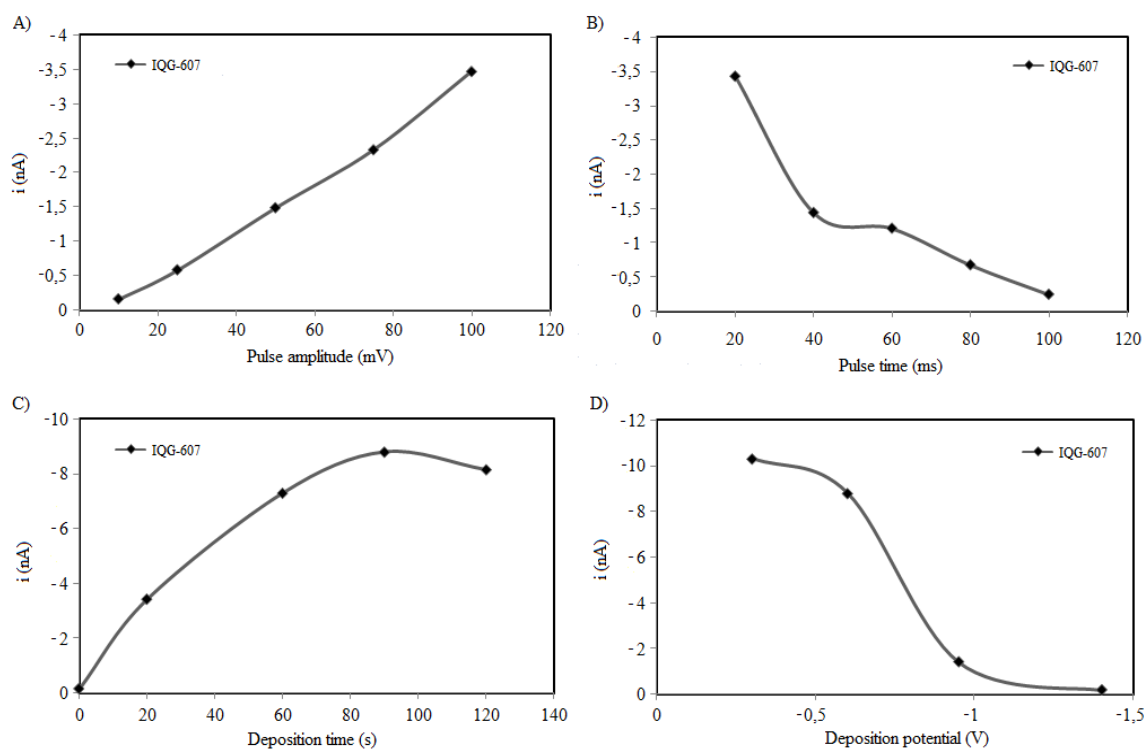 A)
i (nA)
-4
-3,5
-3
-2,5
-2
-1,5
-1
-0,5
0
IQG-607
0 20 40 60 80 100 120
Pulse amplitude (mV)
B)
i (nA)
-4
-3,5
-3
-2,5
-2
-1,5
-1
-0,5
0
IQG-607
0 20 40 60 80 100 120
Pulse time (ms)
C)
i (nA)
-10
-8
-6
-4
-2
0
IQG-607
0 20 40 60 80 100 120 140
Deposition time (s)
D)
i (nA)
-12
-10
-8
-6
-4
-2
0
IQG-607
0 -0,5 -1 -1,5
Deposition potential (V)